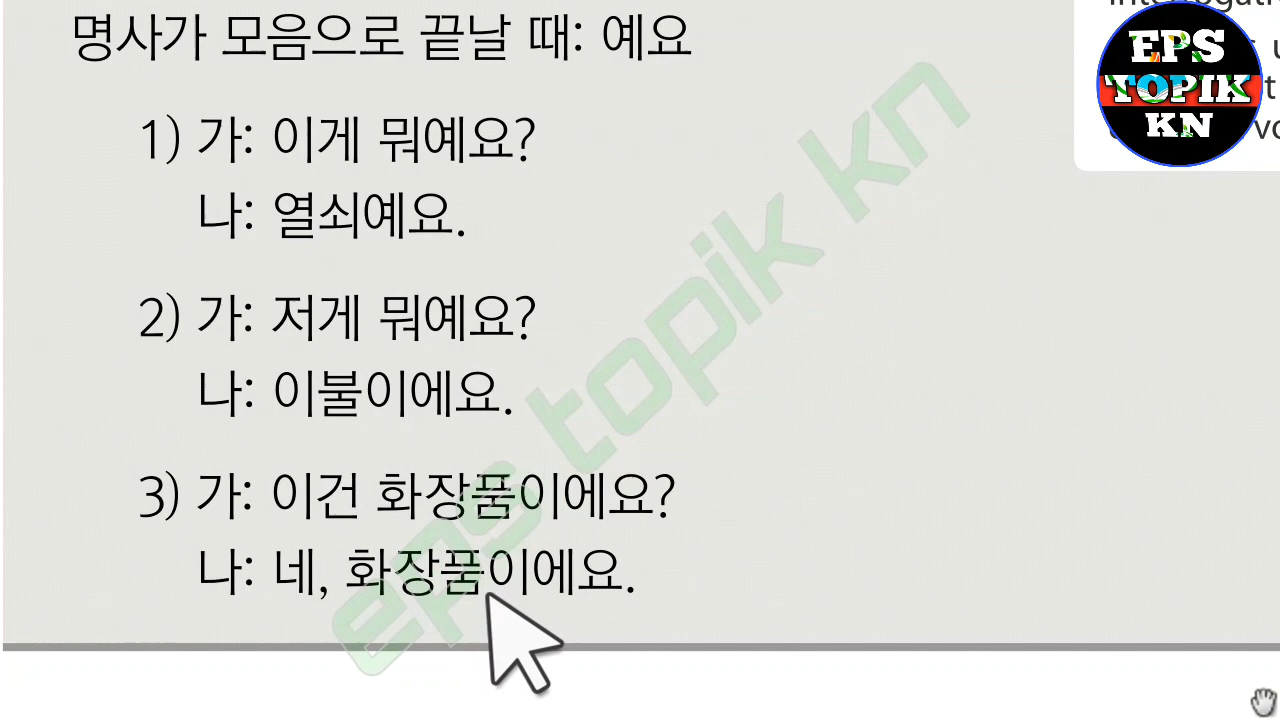 명사가 모음으로 끝날 때: 예요
1) 가: 이게 뭐예요?
나: 열쇠예요.
2) 가: 저게 뭐예요?
나: 이불이에요.
3) 가: 이건 화장품이에요?
나: 네, 화장품이에요.
eps topik kn
EPS
TOPIK
KN